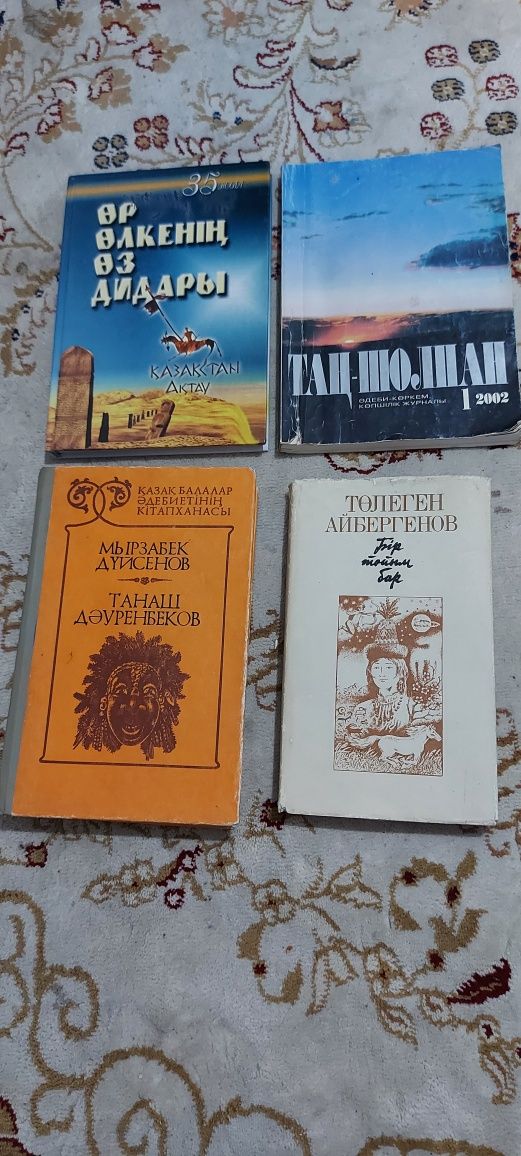 35 жыл
ӨР
ӨЛКЕНІҢ
ӨЗ
ДИДАРЫ
ҚАЗАҚСТАН
АҚТАУ
ТАҢ-ШОЛПАН
ӘДЕБИ-КӨРКЕМ,
КӨПШІЛІК ЖУРНАЛЫ
1 2002
ҚАЗАҚ БАЛАЛАР
ӘДЕБИЕТІНІҢ
КІТАПХАНАСЫ
МЫРЗАБЕК
ДҮЙСЕНОВ
ТАНАШ
ДӘУРЕНБЕКОВ
ТӨЛЕГЕН
АЙБЕРГЕНОВ
Бір
тойым
бар